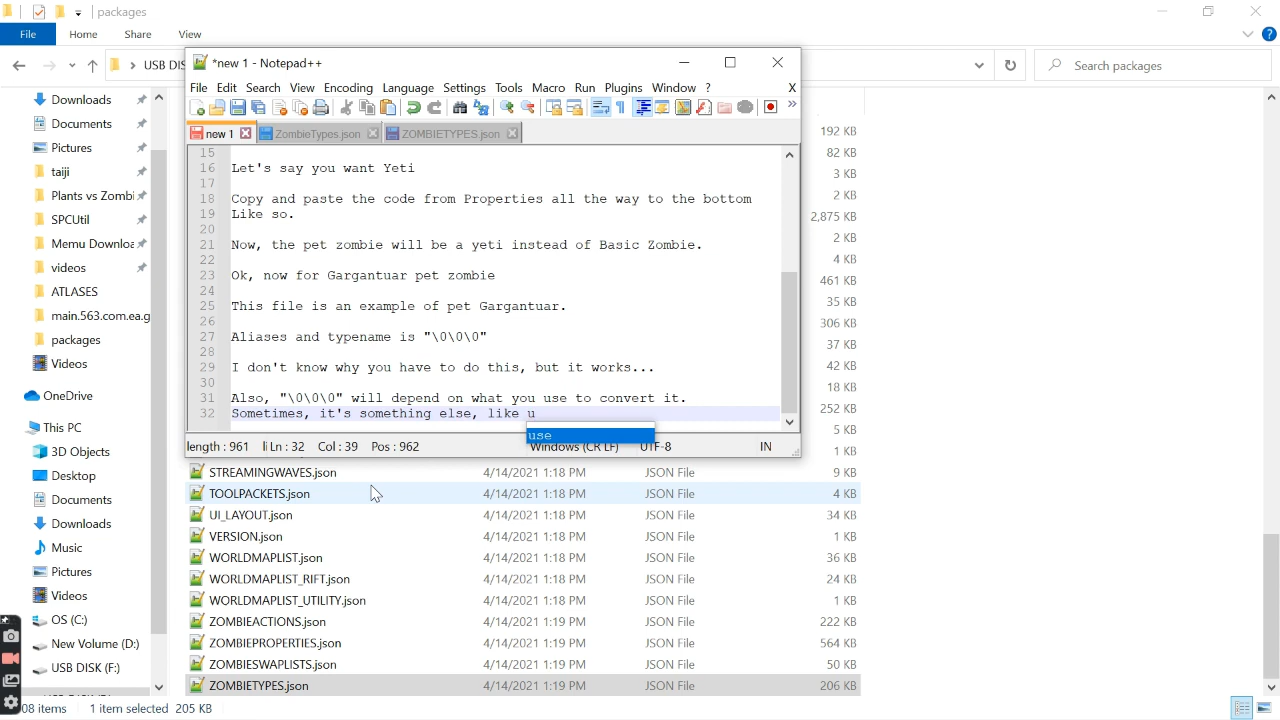 packages
File
Home
Share
View
USB DIS
Search packages
*new 1 - Notepad++
File Edit Search View Encoding Language Settings Tools Macro Run Plugins Window ? X
new 1
ZombieTypes.json
ZOMBIETYPES.json
15
16 Let's say you want Yeti
17
18 Copy and paste the code from Properties all the way to the bottom
19 Like so.
20
21 Now, the pet zombie will be a yeti instead of Basic Zombie.
22
23 Ok, now for Gargantuar pet zombie
24
25 This file is an example of pet Gargantuar.
26
27 Aliases and typename is "\0\0\0"
28
29 I don't know why you have to do this, but it works...
30
31 Also, "\0\0\0" will depend on what you use to convert it.
32 Sometimes, it's something else, like u
use
length : 961 li Ln : 32 Col : 39 Pos : 962 Windows (CR LF) UTF-8 IN
Downloads
Documents
Pictures
taiji
Plants vs Zombi
SPCUtil
Memu Downloa
videos
ATLASES
main.563.com.ea.g
packages
Videos
OneDrive
This PC
3D Objects
Desktop
Documents
Downloads
Music
Pictures
Videos
OS (C:)
New Volume (D:)
USB DISK (F:)
192 KB
82 KB
3 KB
2 KB
2,875 KB
2 KB
4 KB
461 KB
35 KB
306 KB
37 KB
42 KB
18 KB
252 KB
5 KB
1 KB
STREAMINGWAVES.json 4/14/2021 1:18 PM JSON File 9 KB
TOOLPACKETS.json 4/14/2021 1:18 PM JSON File 4 KB
UI_LAYOUT.json 4/14/2021 1:18 PM JSON File 34 KB
VERSION.json 4/14/2021 1:18 PM JSON File 1 KB
WORLDMAPLIST.json 4/14/2021 1:18 PM JSON File 36 KB
WORLDMAPLIST_RIFT.json 4/14/2021 1:18 PM JSON File 24 KB
WORLDMAPLIST_UTILITY.json 4/14/2021 1:18 PM JSON File 1 KB
ZOMBIEACTIONS.json 4/14/2021 1:19 PM JSON File 222 KB
ZOMBIEPROPERTIES.json 4/14/2021 1:19 PM JSON File 564 KB
ZOMBIESWAPLISTS.json 4/14/2021 1:19 PM JSON File 50 KB
ZOMBIETYPES.json 4/14/2021 1:19 PM JSON File 206 KB
08 items 1 item selected 205 KB